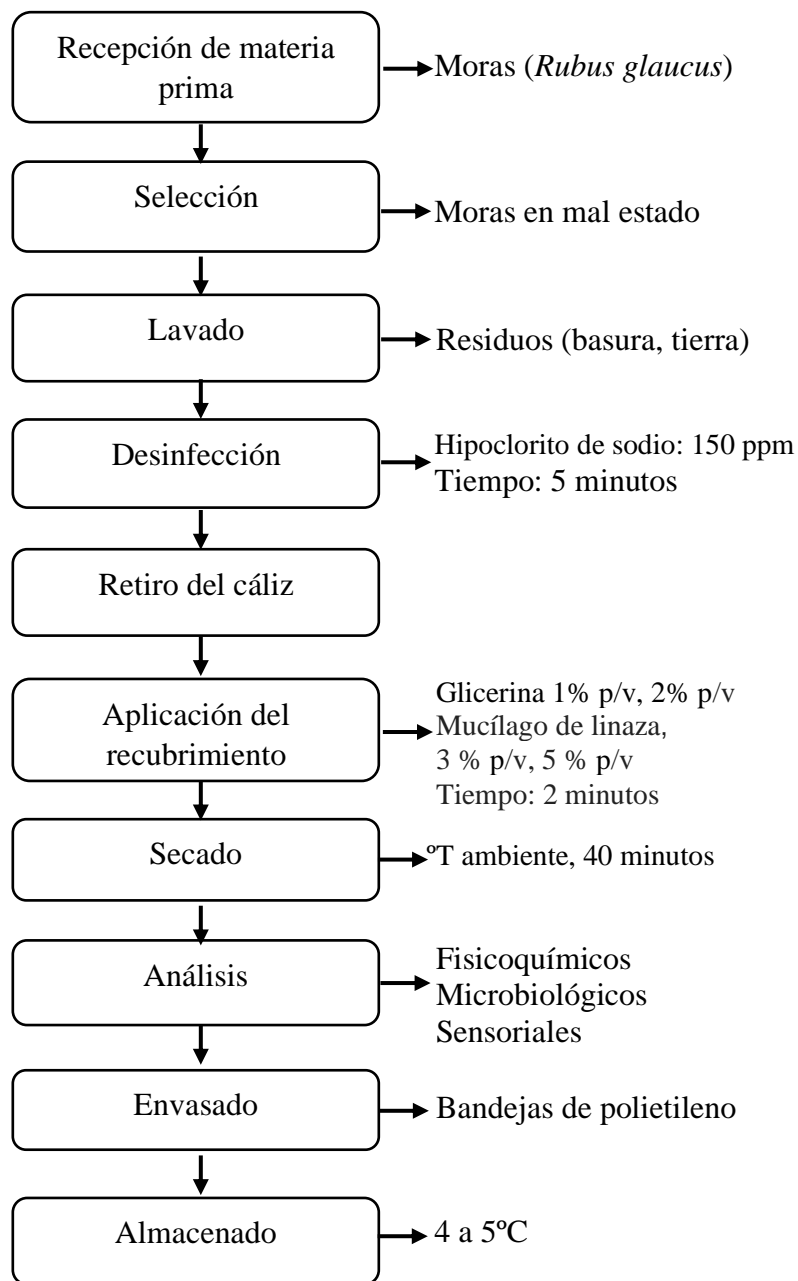 Recepción de materia
prima
Moras (Rubus glaucus)
Selección
Moras en mal estado
Lavado
Residuos (basura, tierra)
Desinfección
Hipoclorito de sodio: 150 ppm
Tiempo: 5 minutos
Retiro del cáliz
Aplicación del
recubrimiento
Glicerina 1% p/v, 2% p/v
Mucílago de linaza,
3 % p/v, 5 % p/v
Tiempo: 2 minutos
Secado
ºT ambiente, 40 minutos
Análisis
Fisicoquímicos
Microbiológicos
Sensoriales
Envasado
Bandejas de polietileno
Almacenado
4 a 5ºC